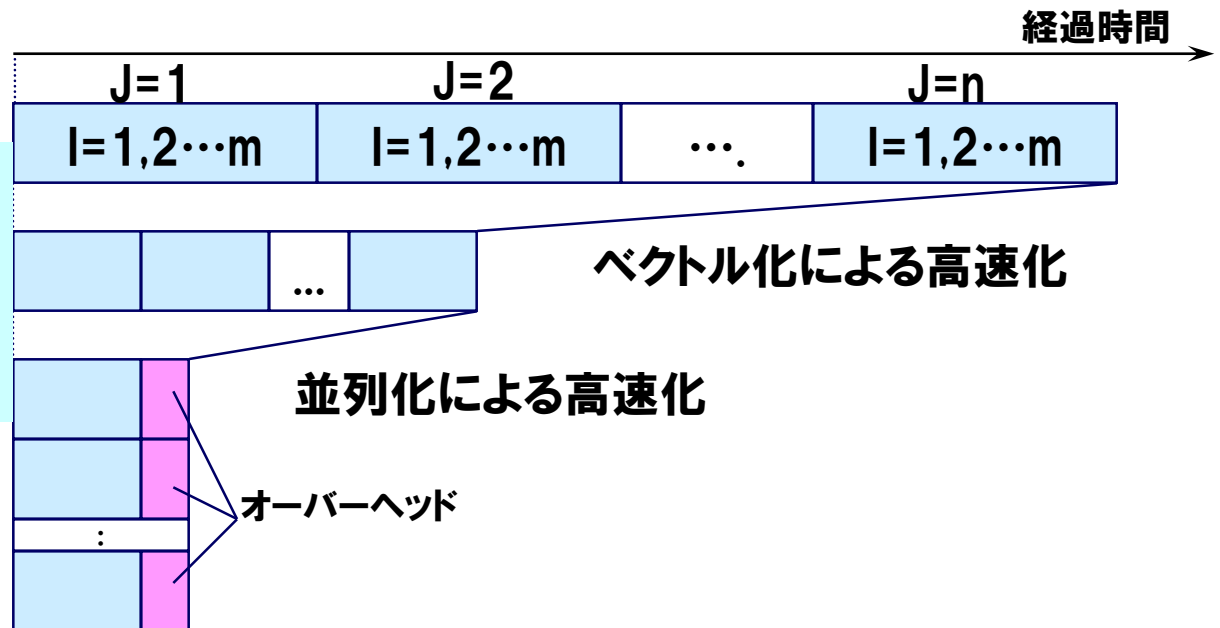 経過時間
J=1 J=2 J=n
I=1,2…m I=1,2…m …. I=1,2…m
... ベクトル化による高速化
並列化による高速化
オーバーヘッド
: